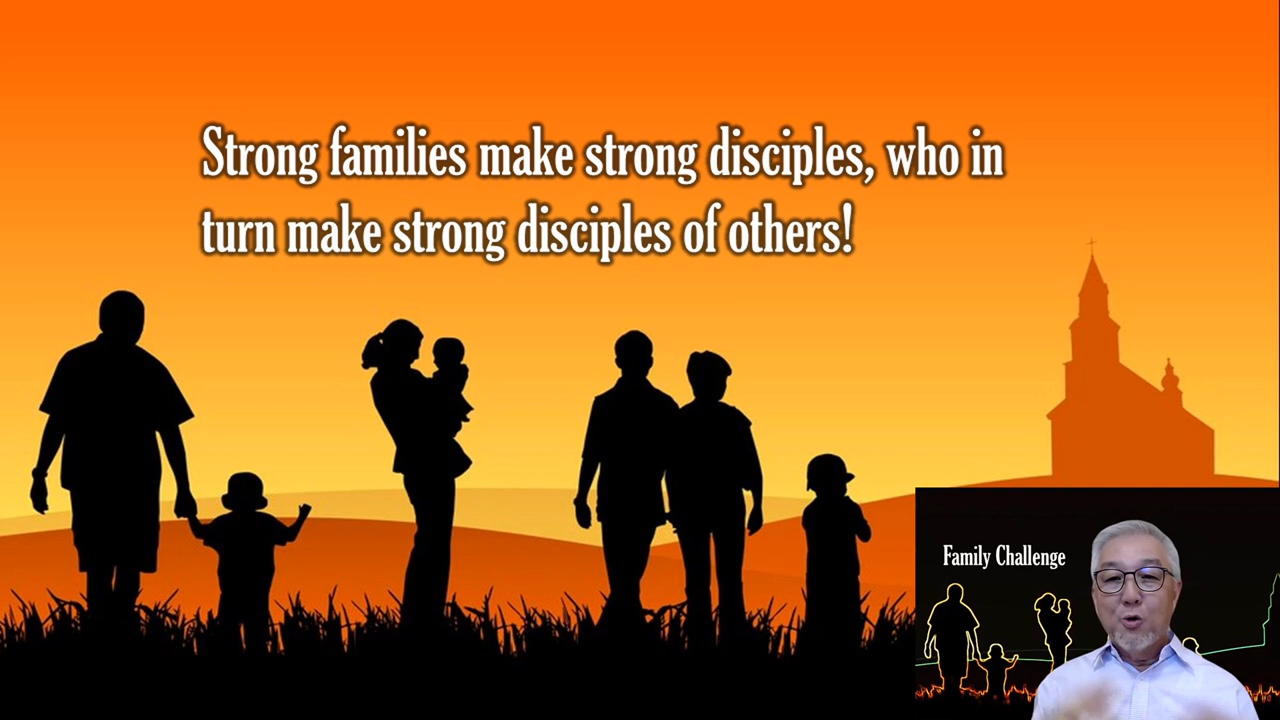 Strong families make strong disciples, who in
turn make strong disciples of others!
Family Challenge